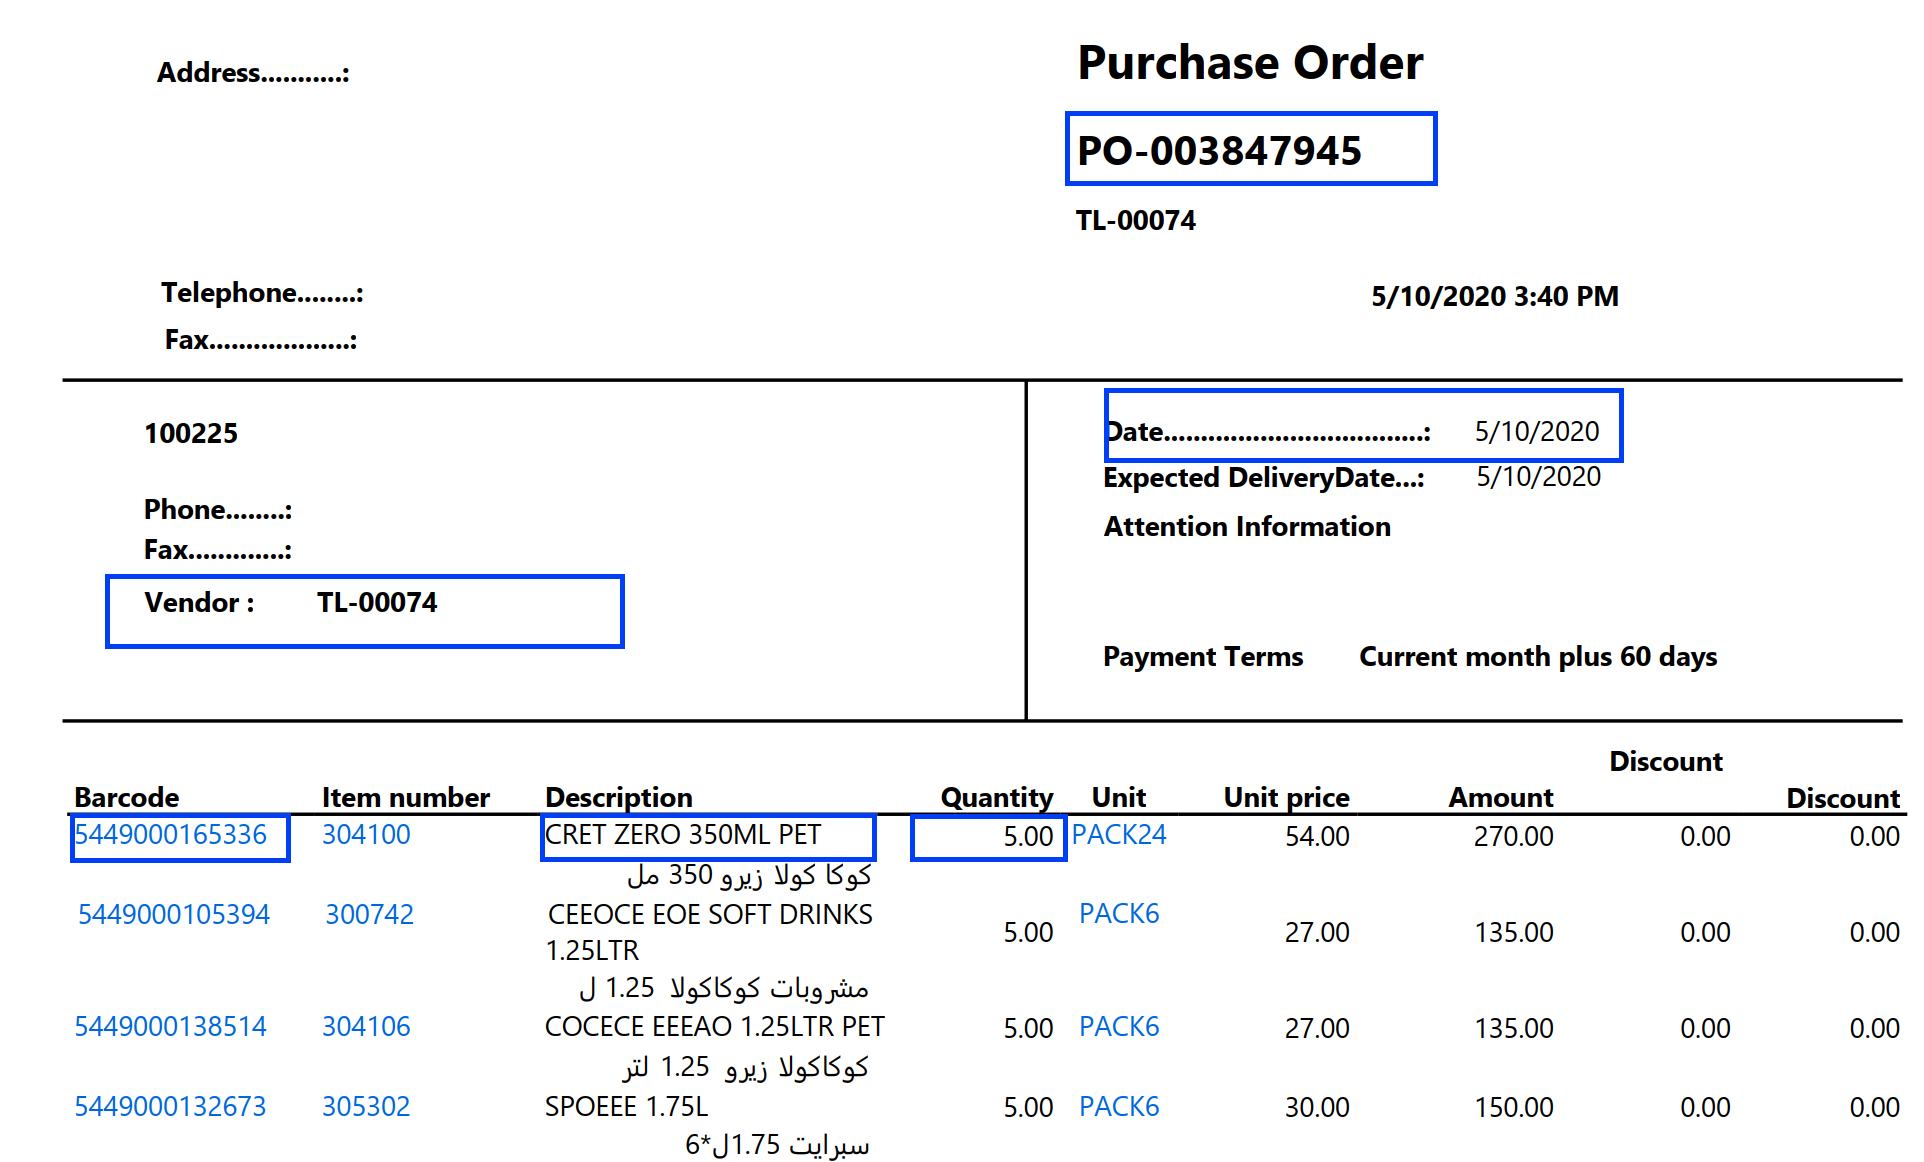 Address...........:
Purchase Order
PO-003847945
TL-00074
Telephone........:
5/10/2020 3:40 PM
Fax...................:
100225
Date...................................: 5/10/2020
Expected DeliveryDate...: 5/10/2020
Phone........:
Attention Information
Fax.............:
Vendor : TL-00074
Payment Terms Current month plus 60 days
Discount
Barcode Item number Description Quantity Unit Unit price Amount Discount
5449000165336 304100 CRET ZERO 350ML PET 5.00 PACK24 54.00 270.00 0.00 0.00
كوكا كولا زيرو 350 مل
5449000105394 300742 CEEOCE EOE SOFT DRINKS 5.00 PACK6 27.00 135.00 0.00 0.00
1.25LTR
مشروبات كوكاكولا 1.25 ل
5449000138514 304106 COCECE EEEAO 1.25LTR PET 5.00 PACK6 27.00 135.00 0.00 0.00
كوكاكولا زيرو 1.25 لتر
5449000132673 305302 SPOEEE 1.75L 5.00 PACK6 30.00 150.00 0.00 0.00
سبرايت 1.75ل*6